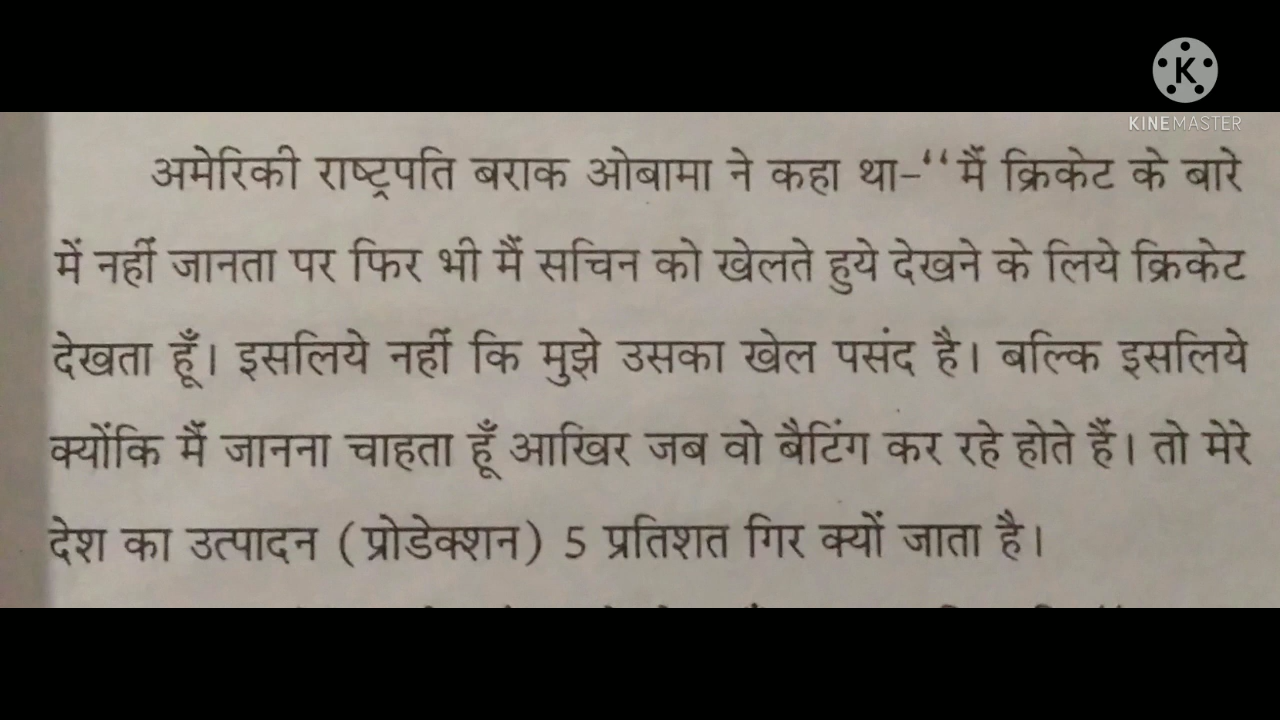 K
KINEMASTER
अमेरिकी राष्ट्रपति बराक ओबामा ने कहा था-“मैं क्रिकेट के बारे
में नहीं जानता पर फिर भी मैं सचिन को खेलते हुये देखने के लिये क्रिकेट
देखता हूँ। इसलिये नहीं कि मुझे उसका खेल पसंद है। बल्कि इसलिये
क्योंकि मैं जानना चाहता हूँ आखिर जब वो बैटिंग कर रहे होते हैं। तो मेरे
देश का उत्पादन (प्रोडेक्शन) 5 प्रतिशत गिर क्यों जाता है।